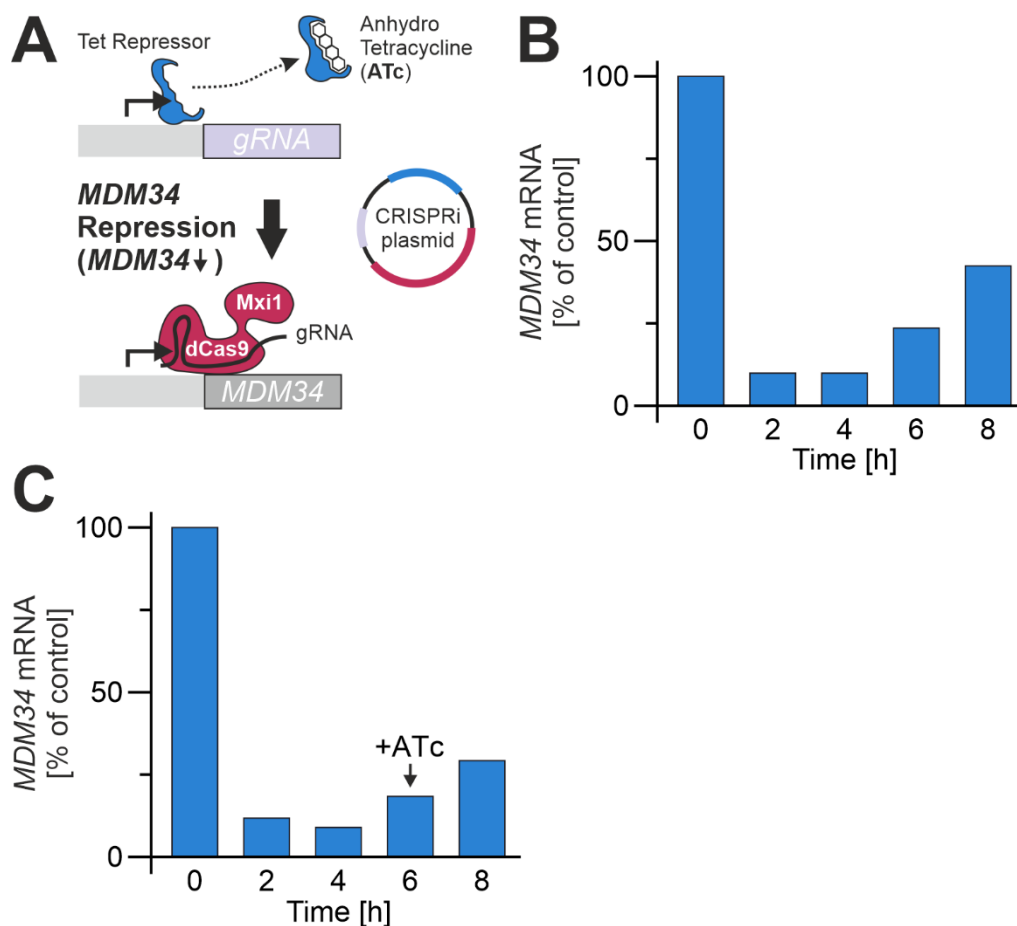 A
Tet Repressor
Anhydro
Tetracycline
(ATc)
gRNA
MDM34
Repression
(MDM34↓)
CRISPRi
plasmid
Mxi1
dCas9
gRNA
MDM34
B
MDM34 mRNA
[% of control]
100
50
0
0 2 4 6 8
Time [h]
C
MDM34 mRNA
[% of control]
100
50
0
+ATc
0 2 4 6 8
Time [h]